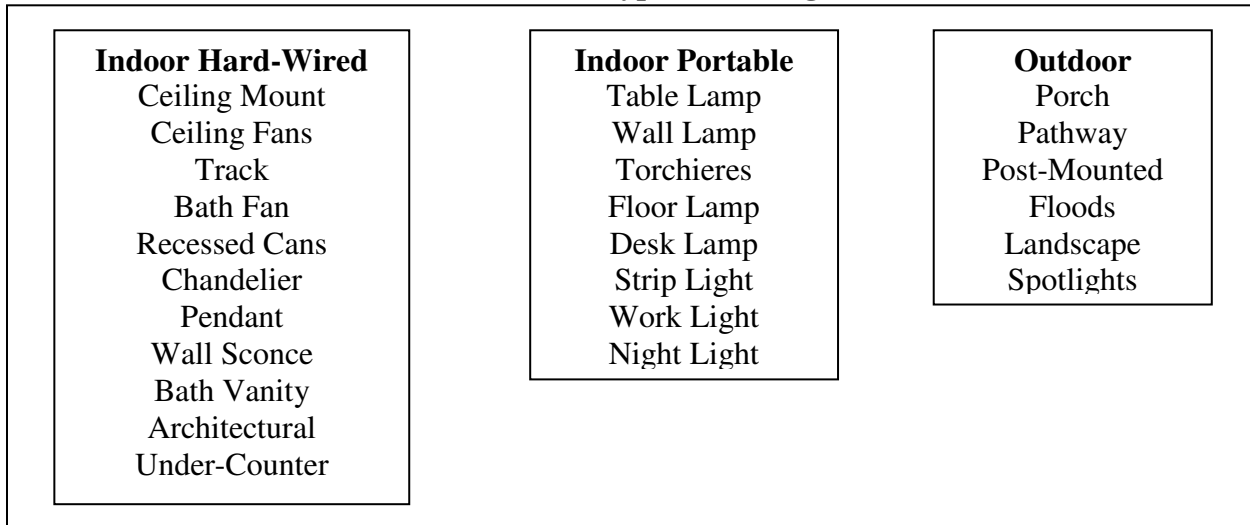 Indoor Hard-Wired
Ceiling Mount
Ceiling Fans
Track
Bath Fan
Recessed Cans
Chandelier
Pendant
Wall Sconce
Bath Vanity
Architectural
Under-Counter
Indoor Portable
Table Lamp
Wall Lamp
Torchieres
Floor Lamp
Desk Lamp
Strip Light
Work Light
Night Light
Outdoor
Porch
Pathway
Post-Mounted
Floods
Landscape
Spotlights